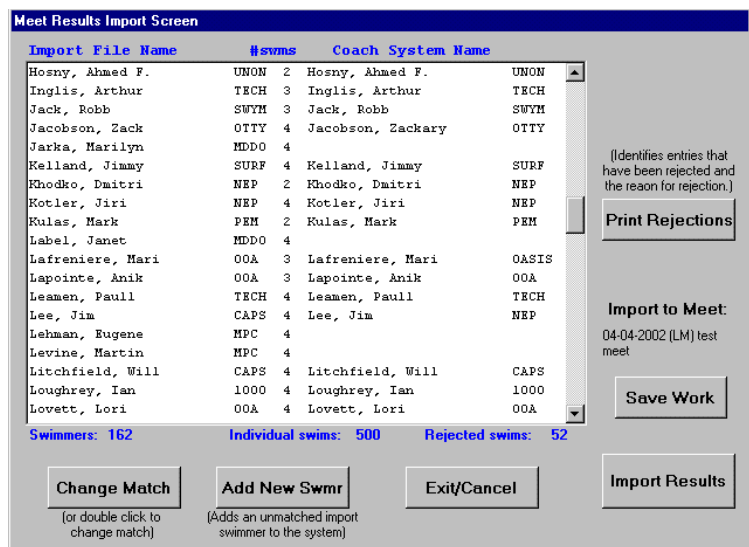 Meet Results Import Screen
Import File Name #swms Coach System Name
Hosny, Ahmed F. UNON 2 Hosny, Ahmed F. UNON
Inglis, Arthur TECH 3 Inglis, Arthur TECH
Jack, Robb SWYM 3 Jack, Robb SWYM
Jacobson, Zack OTTY 4 Jacobson, Zackary OTTY
Jarka, Marilyn MDDO 4
Kelland, Jimmy SURF 4 Kelland, Jimmy SURF
Khodko, Dmitri NEP 2 Khodko, Dmitri NEP
Kotler, Jiri NEP 4 Kotler, Jiri NEP
Kulas, Mark PEM 2 Kulas, Mark PEM
Label, Janet MDDO 4
Lafreniere, Mari OOA 3 Lafreniere, Mari OASIS
Lapointe, Anik OOA 3 Lapointe, Anik OOA
Leamen, Paull TECH 4 Leamen, Paull TECH
Lee, Jim CAPS 4 Lee, Jim NEP
Lehman, Eugene MPC 4
Levine, Martin MPC 4
Litchfield, Will CAPS 4 Litchfield, Will CAPS
Loughrey, Ian 1000 4 Loughrey, Ian 1000
Lovett, Lori OOA 4 Lovett, Lori OOA
Swimmers: 162 Individual swims: 500 Rejected swims: 52
(Identifies entries that
have been rejected and
the reaon for rejection.)
Print Rejections
Import to Meet:
04-04-2002 (LM) test
meet
Save Work
Import Results
Change Match
(or double click to
change match)
Add New Swmr
(Adds an unmatched import
swimmer to the system)
Exit/Cancel